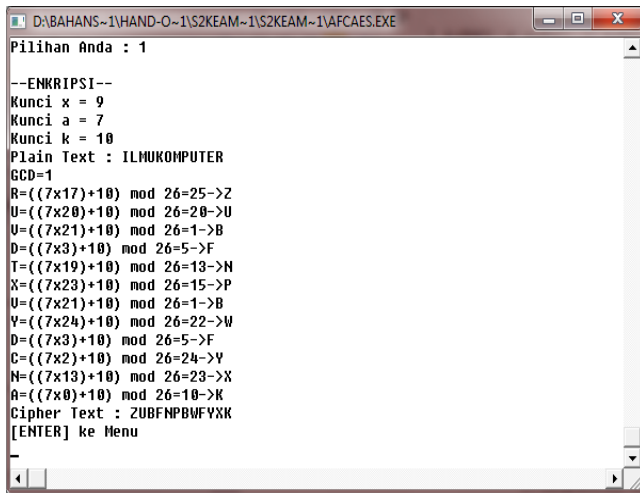 D:\BAHANS~1\HAND-O~1\S2KEAM~1\S2KEAM~1\AFCAES.EXE
Pilihan Anda : 1
--ENKRIPSI--
Kunci x = 9
Kunci a = 7
Kunci k = 10
Plain Text : ILMUKOMPUTER
GCD=1
R=((7x17)+10) mod 26=25->Z
U=((7x20)+10) mod 26=20->U
V=((7x21)+10) mod 26=1->B
D=((7x3)+10) mod 26=5->F
T=((7x19)+10) mod 26=13->N
X=((7x23)+10) mod 26=15->P
V=((7x21)+10) mod 26=1->B
Y=((7x24)+10) mod 26=22->W
D=((7x3)+10) mod 26=5->F
C=((7x2)+10) mod 26=24->Y
N=((7x13)+10) mod 26=23->X
A=((7x0)+10) mod 26=10->K
Cipher Text : ZUBFNPBWFYXK
[ENTER] ke Menu